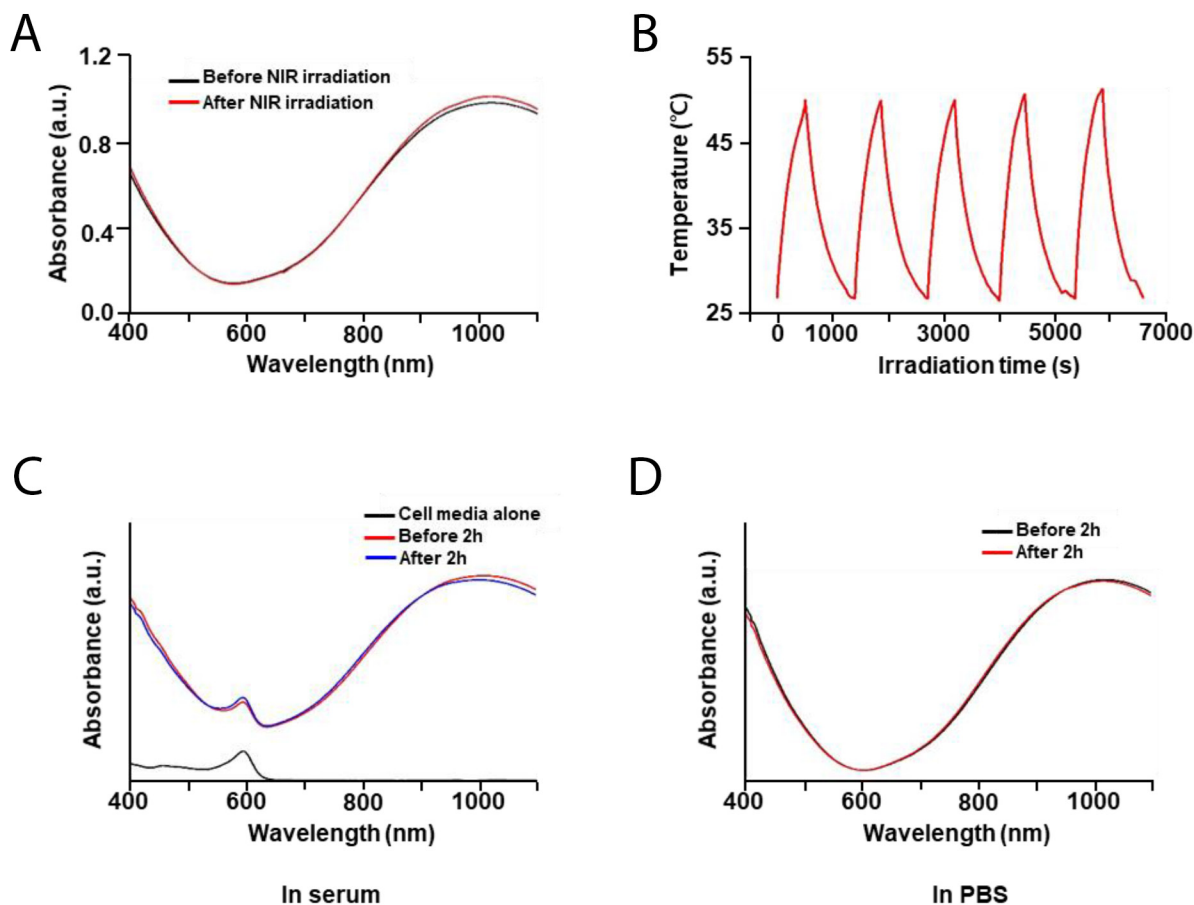 A
1.2
0.8
0.4
0.0
400
600
800
1000
Absorbance (a.u.)
Wavelength (nm)
Before NIR irradiation
After NIR irradiation
B
55
45
35
25
0
1000
3000
5000
7000
Temperature (°C)
Irradiation time (s)
C
Cell media alone
Before 2h
After 2h
Absorbance (a.u.)
400
600
800
1000
Wavelength (nm)
In serum
D
Before 2h
After 2h
Absorbance (a.u.)
400
600
800
1000
Wavelength (nm)
In PBS